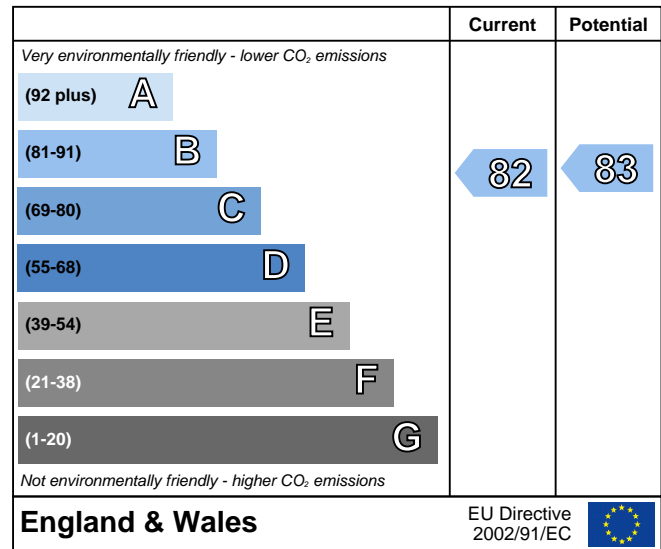 Current Potential
Very environmentally friendly - lower CO₂ emissions
(92 plus) A
(81-91) B
82 83
(69-80) C
(55-68) D
(39-54) E
(21-38) F
(1-20) G
Not environmentally friendly - higher CO₂ emissions
England & Wales
EU Directive
2002/91/EC